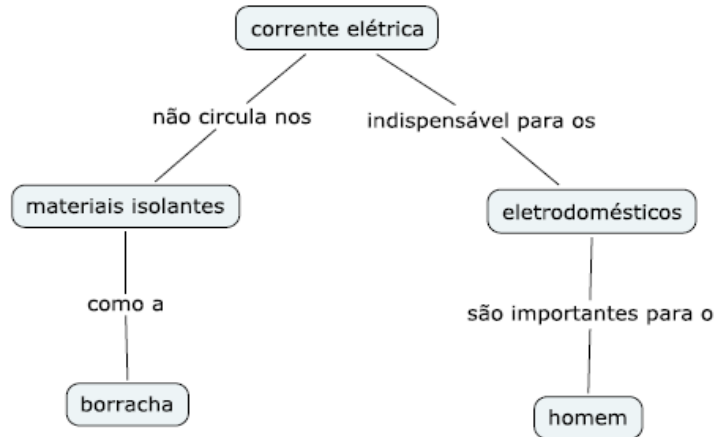 corrente elétrica
não circula nos
indispensável para os
materiais isolantes
eletrodomésticos
como a
são importantes para o
borracha
homem